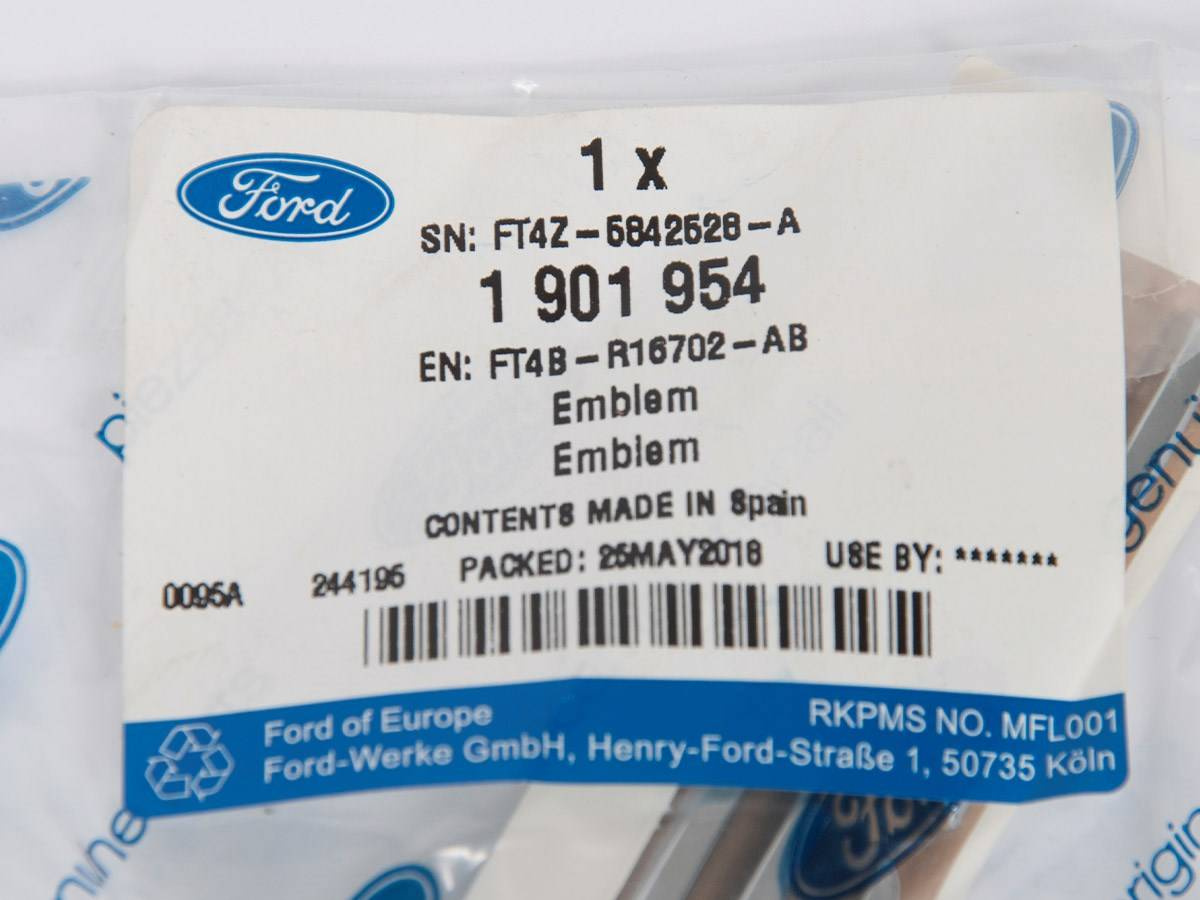 Ford
1 x
SN: FT4Z-5842528-A
1 901 954
EN: FT4B-R16702-AB
Emblem
Emblem
CONTENTS MADE IN Spain
PACKED: 25MAY2018 USE BY: *******
0095A 244195
Ford of Europe
RKPMS NO. MFL001
Ford-Werke GmbH, Henry-Ford-Straße 1, 50735 Köln